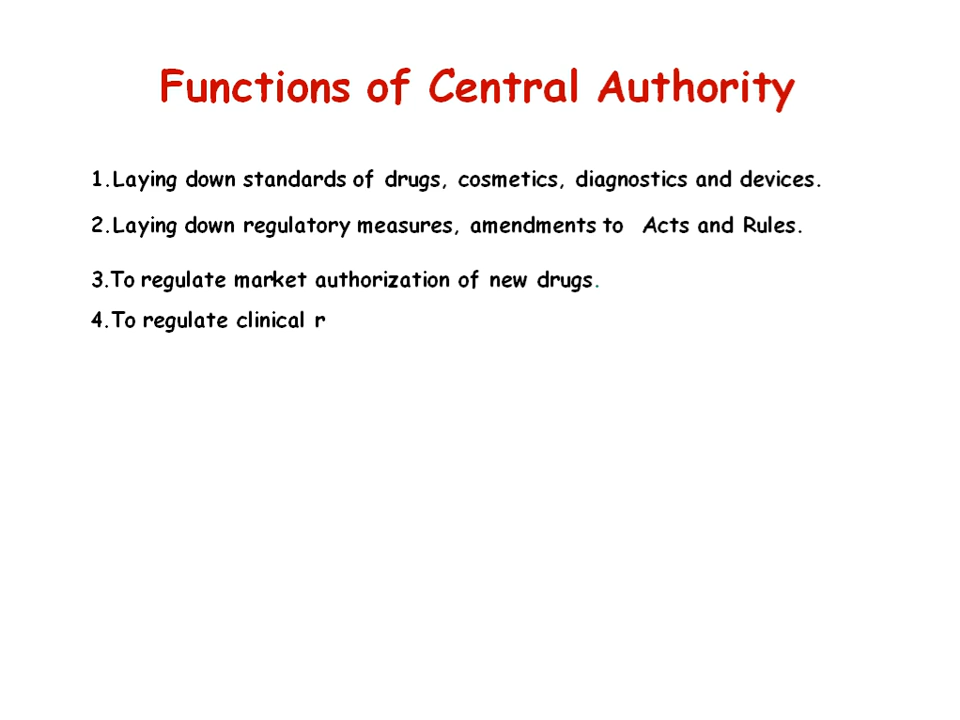 Functions of Central Authority
1.Laying down standards of drugs, cosmetics, diagnostics and devices.
2.Laying down regulatory measures, amendments to Acts and Rules.
3.To regulate market authorization of new drugs.
4.To regulate clinical r